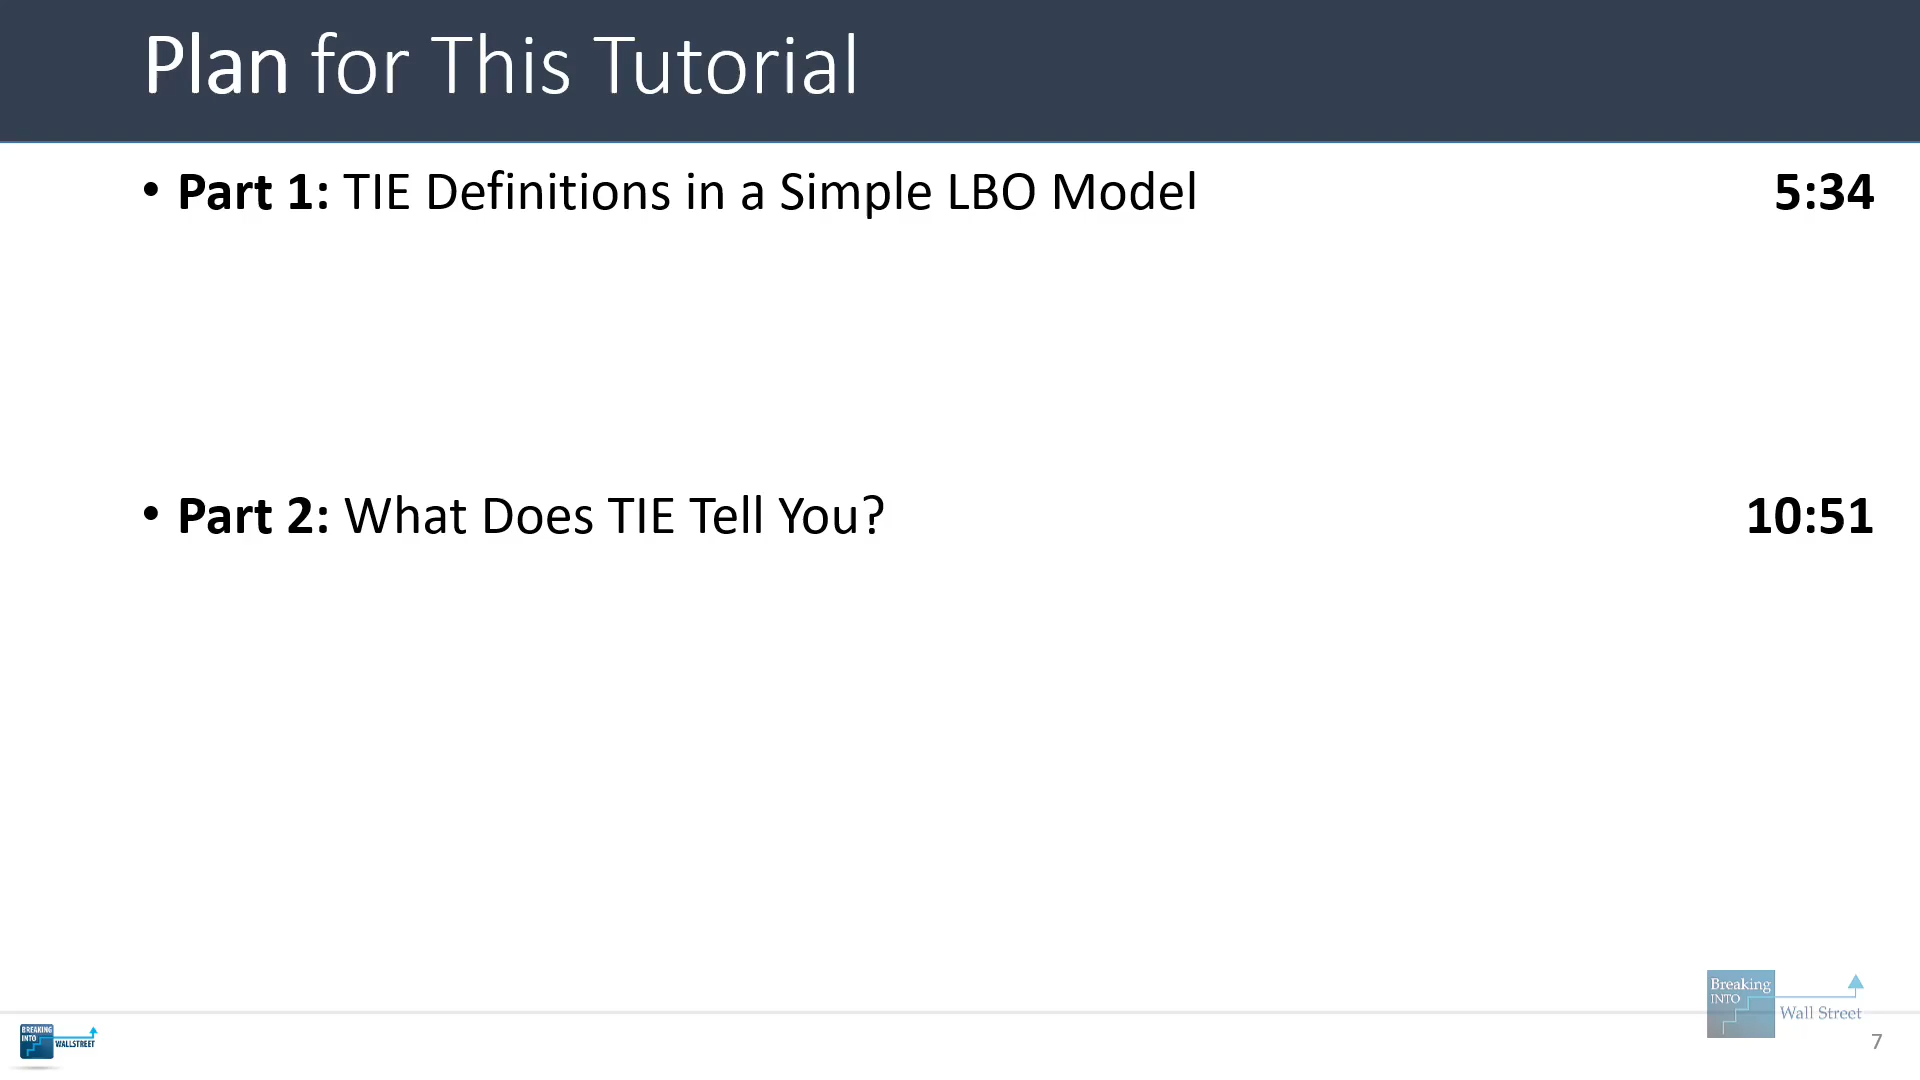 Plan for This Tutorial
• Part 1: TIE Definitions in a Simple LBO Model 5:34
• Part 2: What Does TIE Tell You? 10:51
Breaking
INTO
Wall Street
BREAKING
INTO
WALLSTREET
7